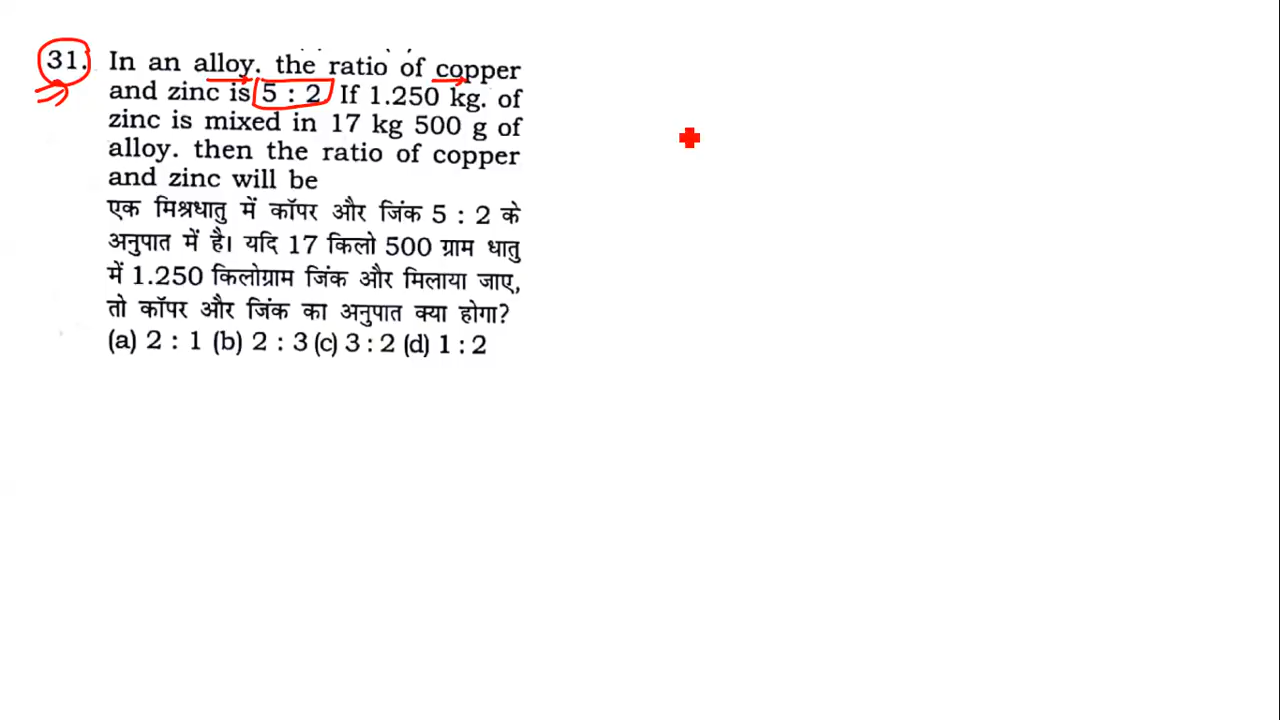 31. In an alloy. the ratio of copper
and zinc is 5 : 2 If 1.250 kg. of
zinc is mixed in 17 kg 500 g of
alloy. then the ratio of copper
and zinc will be
एक मिश्रधातु में कॉपर और जिंक 5 : 2 के
अनुपात में है। यदि 17 किलो 500 ग्राम धातु
में 1.250 किलोग्राम जिंक और मिलाया जाए,
तो कॉपर और जिंक का अनुपात क्या होगा?
(a) 2 : 1 (b) 2 : 3 (c) 3 : 2 (d) 1 : 2